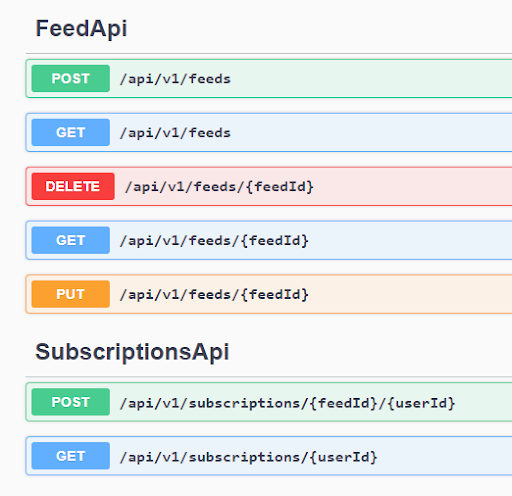 FeedApi
POST /api/v1/feeds
GET /api/v1/feeds
DELETE /api/v1/feeds/{feedId}
GET /api/v1/feeds/{feedId}
PUT /api/v1/feeds/{feedId}
SubscriptionsApi
POST /api/v1/subscriptions/{feedId}/{userId}
GET /api/v1/subscriptions/{userId}